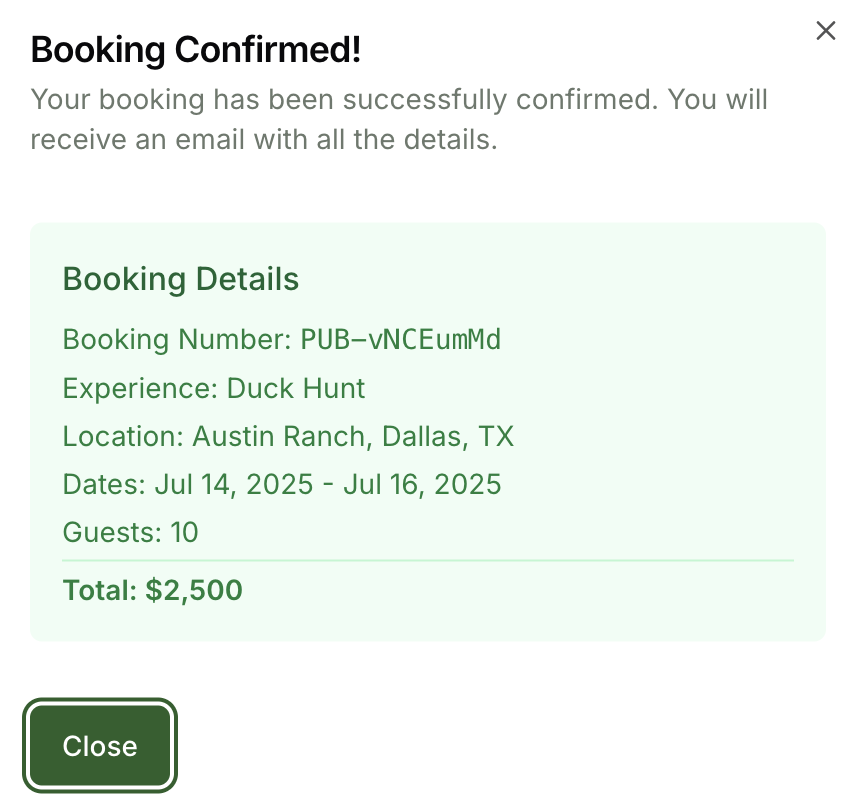 Booking Confirmed!
Your booking has been successfully confirmed. You will
receive an email with all the details.
Booking Details
Booking Number: PUB–vNCEumMd
Experience: Duck Hunt
Location: Austin Ranch, Dallas, TX
Dates: Jul 14, 2025 - Jul 16, 2025
Guests: 10
Total: $2,500
Close